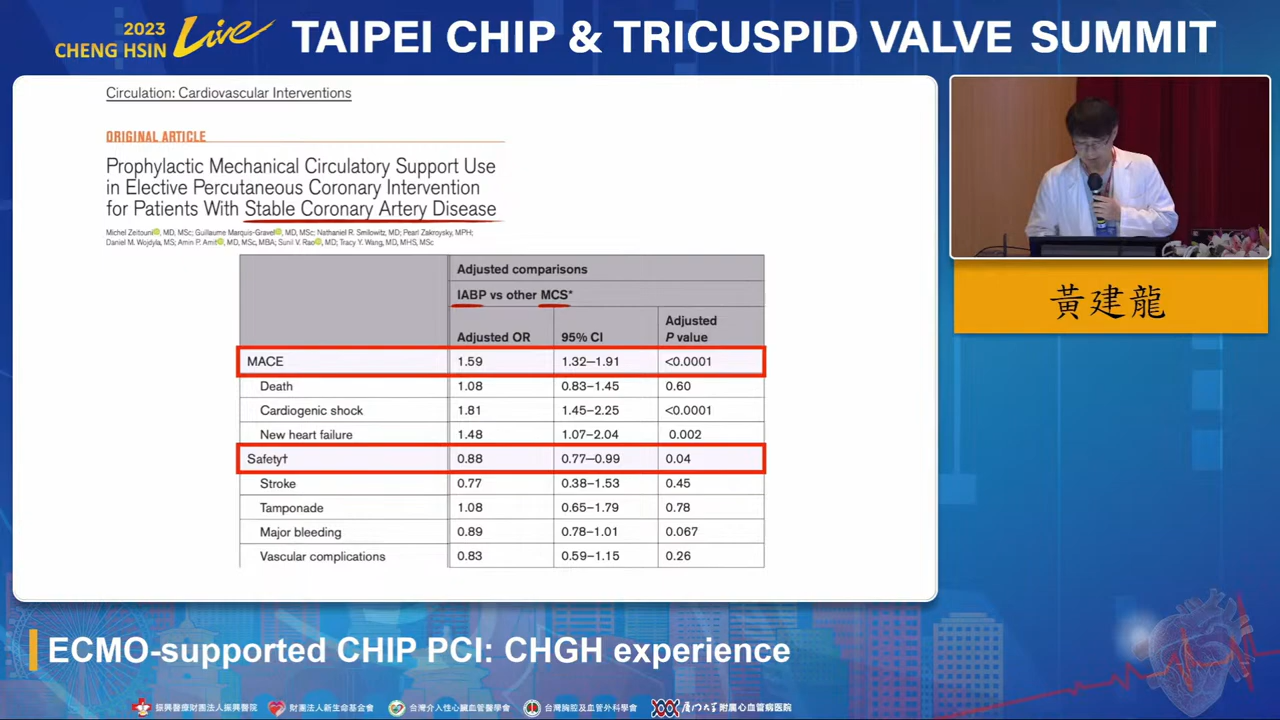 2023
CHENG HSIN Live
TAIPEI CHIP & TRICUSPID VALVE SUMMIT
Circulation: Cardiovascular Interventions
ORIGINAL ARTICLE
Prophylactic Mechanical Circulatory Support Use
in Elective Percutaneous Coronary Intervention
for Patients With Stable Coronary Artery Disease
Michel Zeitouni, MD, MSc; Guillaume Marquis-Gravel, MD, MSc; Nathaniel R. Smilowitz, MD; Pearl Zakroysky, MPH;
Daniel M. Wojdyla, MS; Amit P. Amin, MD, MSc, MBA; Sunil V. Rao, MD; Tracy Y. Wang, MD, MHS, MSc
Adjusted comparisons
IABP vs other MCS*
Adjusted OR 95% CI Adjusted P value
MACE 1.59 1.32–1.91 <0.0001
Death 1.08 0.83–1.45 0.60
Cardiogenic shock 1.81 1.45–2.25 <0.0001
New heart failure 1.48 1.07–2.04 0.002
Safety† 0.88 0.77–0.99 0.04
Stroke 0.77 0.38–1.53 0.45
Tamponade 1.08 0.65–1.79 0.78
Major bleeding 0.89 0.78–1.01 0.067
Vascular complications 0.83 0.59–1.15 0.26
黃建龍
ECMO-supported CHIP PCI: CHGH experience
振興醫療財團法人振興醫院
財團法人新生命基金會
台灣介入性心臟血管醫學會
台灣胸腔及血管外科學會
廈门大學附屬心血管病医院